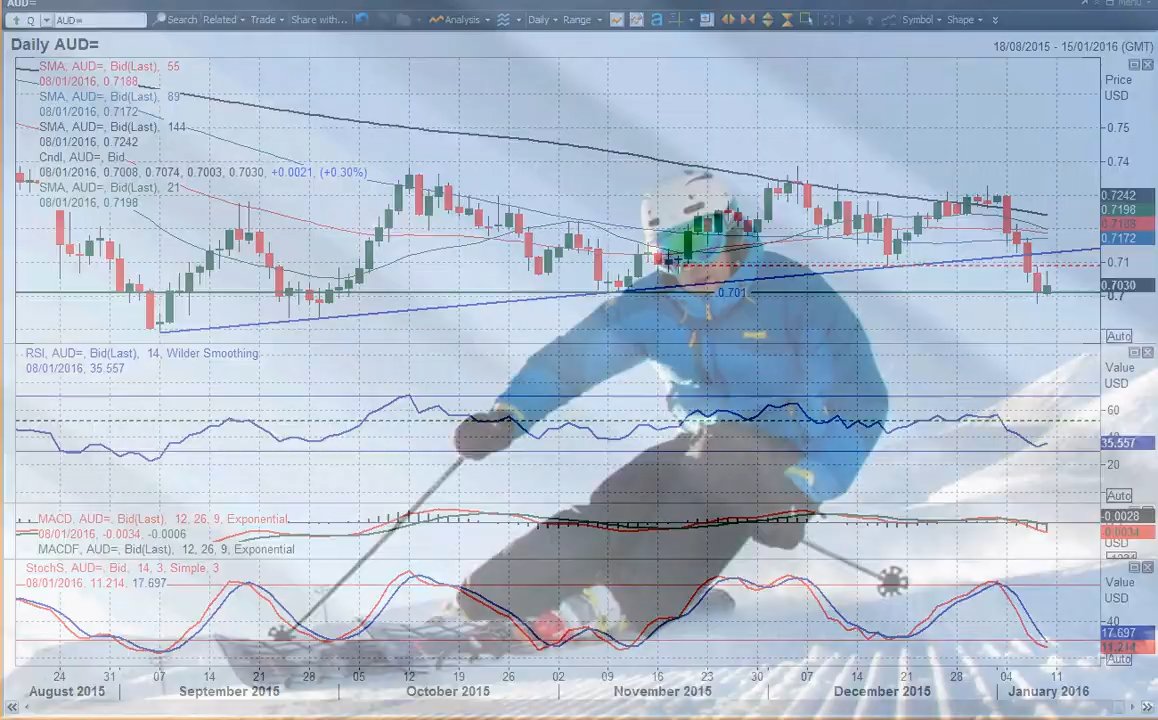 AUD=
Menu
Q AUD= Search Related Trade Share with... Analysis Daily Range a Symbol Shape
Daily AUD=
18/08/2015 - 15/01/2016 (GMT)
SMA, AUD=, Bid(Last), 55
08/01/2016, 0.7188
SMA, AUD=, Bid(Last), 89
08/01/2016, 0.7172
SMA, AUD=, Bid(Last), 144
08/01/2016, 0.7242
Cndl, AUD=, Bid
08/01/2016, 0.7008, 0.7074, 0.7003, 0.7030, +0.0021, (+0.30%)
SMA, AUD=, Bid(Last), 21
08/01/2016, 0.7198
Price
USD
0.75
0.74
0.7242
0.7198
0.7188
0.7172
0.71
0.7030
0.7
0.701
Auto
RSI, AUD=, Bid(Last), 14, Wilder Smoothing
08/01/2016, 35.557
Value
USD
60
40
35.557
20
Auto
MACD, AUD=, Bid(Last), 12, 26, 9, Exponential
08/01/2016, -0.0034, -0.0006
MACDF, AUD=, Bid(Last), 12, 26, 9, Exponential
-0.0028
-0.0034
USD
StochS, AUD=, Bid, 14, 3, Simple, 3
08/01/2016, 11.214, 17.697
Value
USD
40
17.697
11.214
Auto
24 31 07 14 21 28 05 12 19 26 02 09 16 23 30 07 14 21 28 04 11
August 2015 September 2015 October 2015 November 2015 December 2015 January 2016